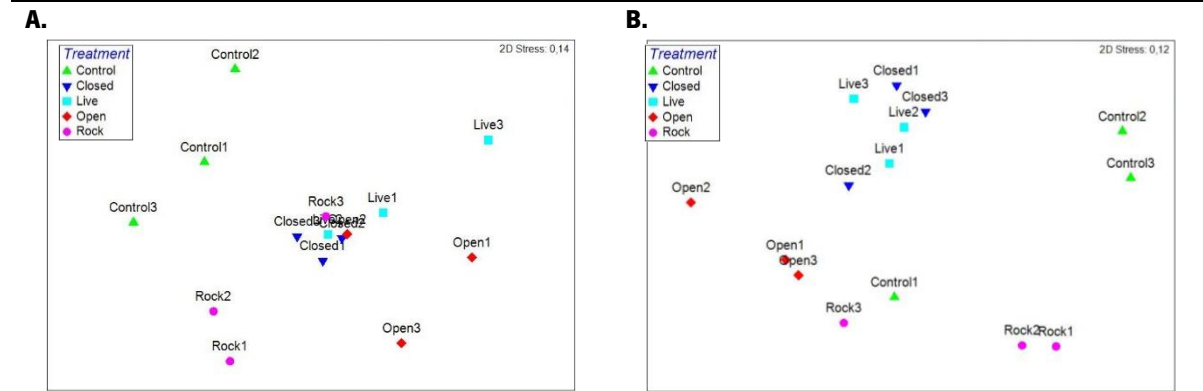 A.
2D Stress: 0,14
Treatment
Control
Closed
Live
Open
Rock
Control2
Control1
Control3
Live3
Live1
Rock3
Closed3
Live2
Open2
Closed2
Closed1
Open1
Open3
Rock2
Rock1
B.
2D Stress: 0,12
Treatment
Control
Closed
Live
Open
Rock
Closed1
Live3
Closed3
Live2
Control2
Live1
Control3
Closed2
Open2
Open1
Open3
Control1
Rock3
Rock2
Rock1